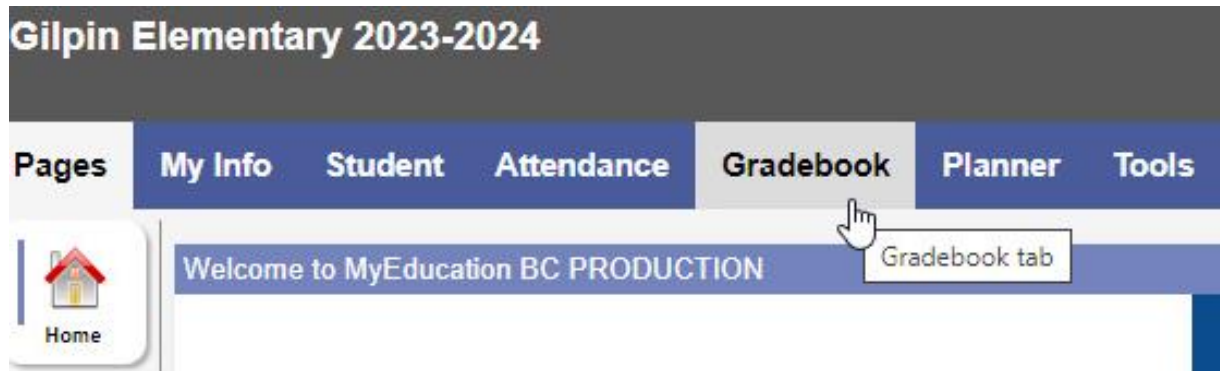 Gilpin Elementary 2023-2024
Pages My Info Student Attendance Gradebook Planner Tools
Welcome to MyEducation BC PRODUCTION
Gradebook tab
Home